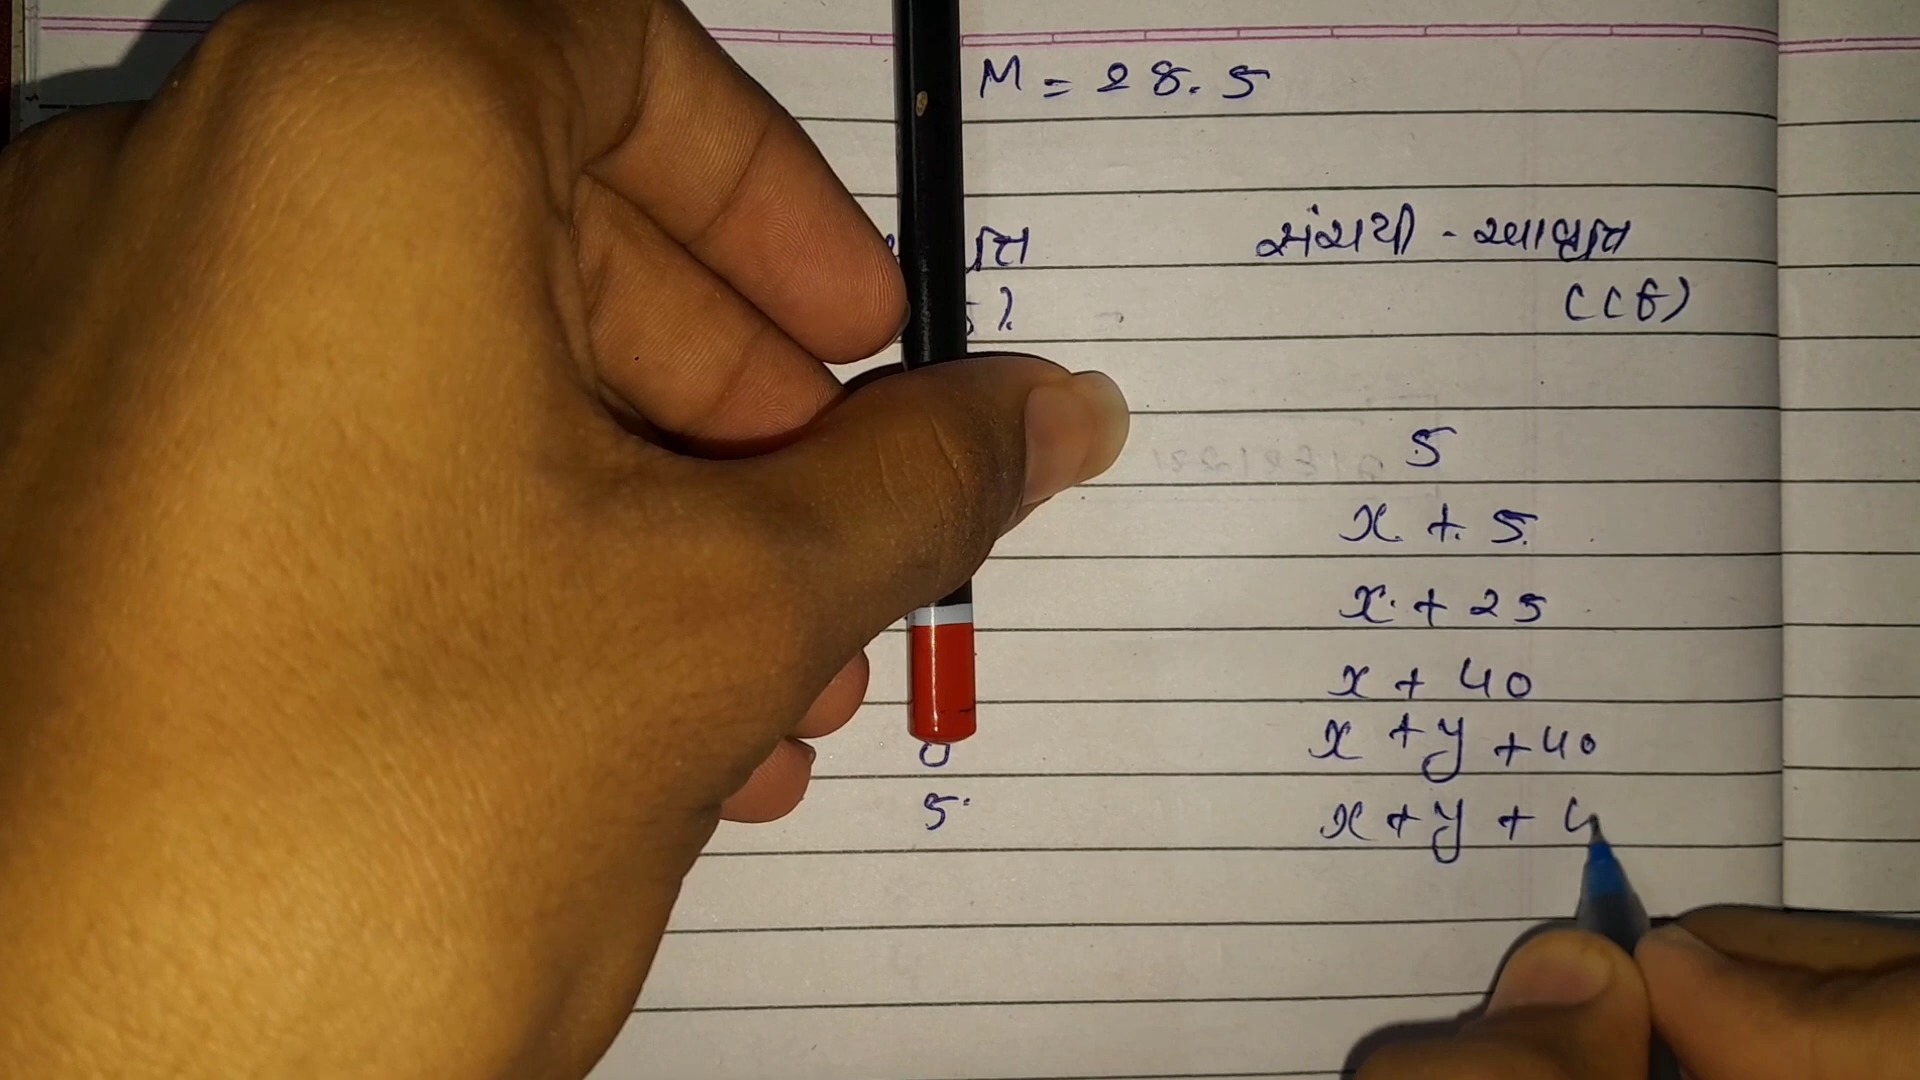 M = 28.5
સંચયી - આવૃત્તિ
(cf)
5
x + 5
x + 25
x + 40
x + y + 40
5 x + y + 4